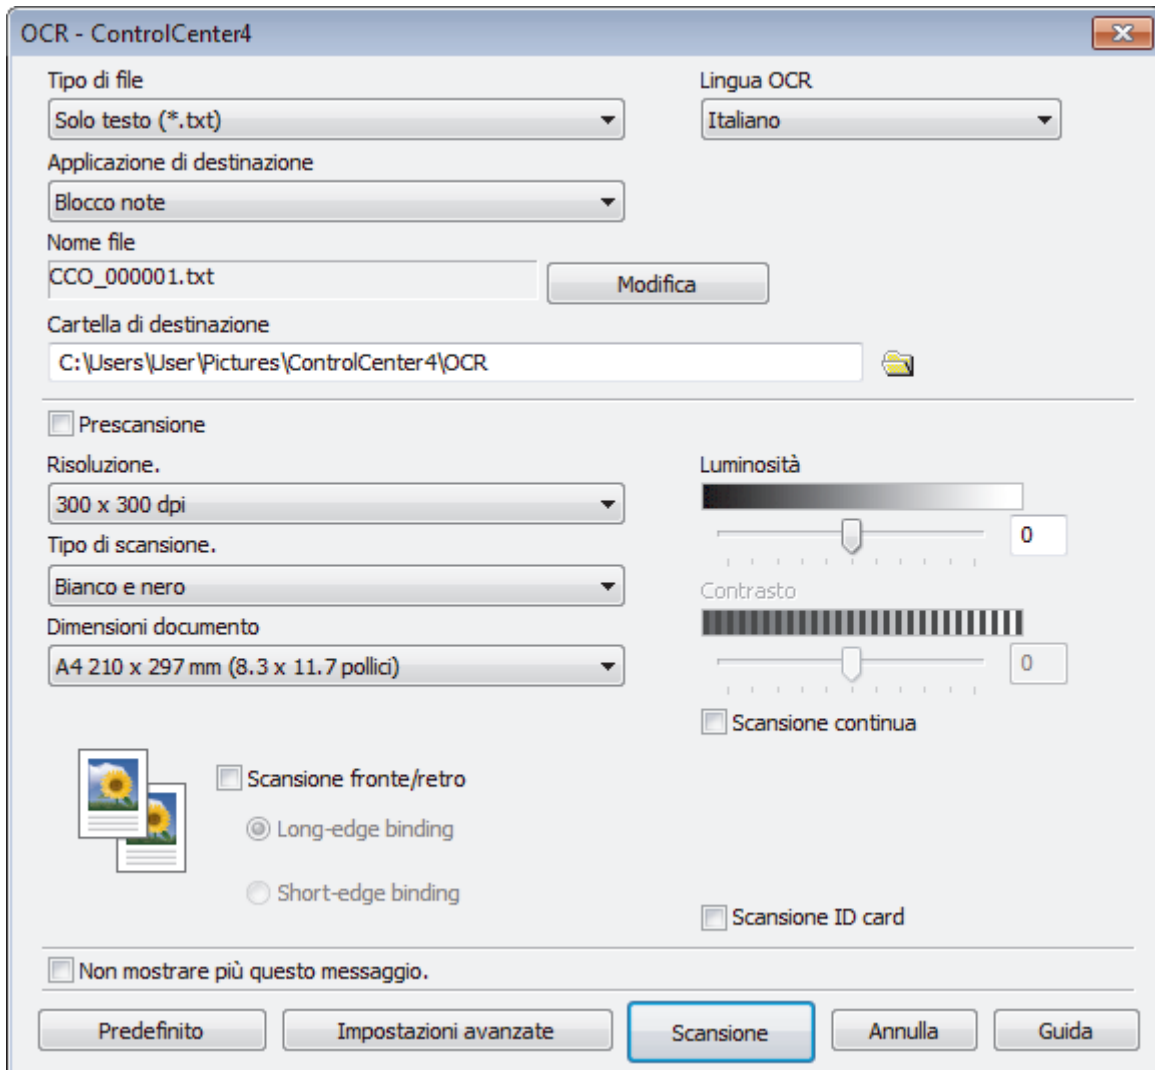 OCR - ControlCenter4
Tipo di file
Lingua OCR
Solo testo (*.txt)
Italiano
Applicazione di destinazione
Blocco note
Nome file
CCO_000001.txt
Modifica
Cartella di destinazione
C:\Users\User\Pictures\ControlCenter4\OCR
Prescansione
Risoluzione.
Luminosità
300 x 300 dpi
0
Tipo di scansione.
Bianco e nero
Contrasto
Dimensioni documento
A4 210 x 297 mm (8.3 x 11.7 pollici)
0
Scansione continua
Scansione fronte/retro
Long-edge binding
Short-edge binding
Scansione ID card
Non mostrare più questo messaggio.
Predefinito
Impostazioni avanzate
Scansione
Annulla
Guida